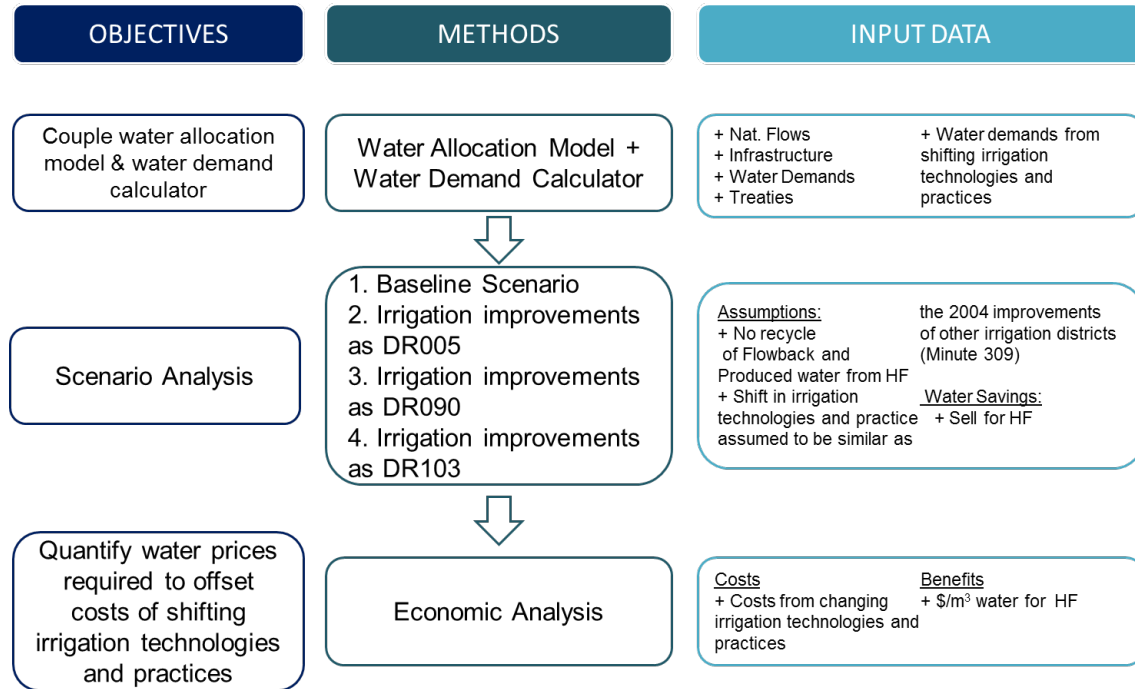 OBJECTIVES
METHODS
INPUT DATA
Couple water allocation
model & water demand
calculator
Water Allocation Model +
Water Demand Calculator
+ Nat. Flows
+ Infrastructure
+ Water Demands
+ Treaties
+ Water demands from
shifting irrigation
technologies and
practices
Scenario Analysis
1. Baseline Scenario
2. Irrigation improvements
as DR005
3. Irrigation improvements
as DR090
4. Irrigation improvements
as DR103
Assumptions:
+ No recycle
of Flowback and
Produced water from HF
+ Shift in irrigation
technologies and practice
assumed to be similar as
the 2004 improvements
of other irrigation districts
(Minute 309)
Water Savings:
+ Sell for HF
Quantify water prices
required to offset
costs of shifting
irrigation technologies
and practices
Economic Analysis
Costs
+ Costs from changing
irrigation technologies and
practices
Benefits
+ $/m³ water for HF